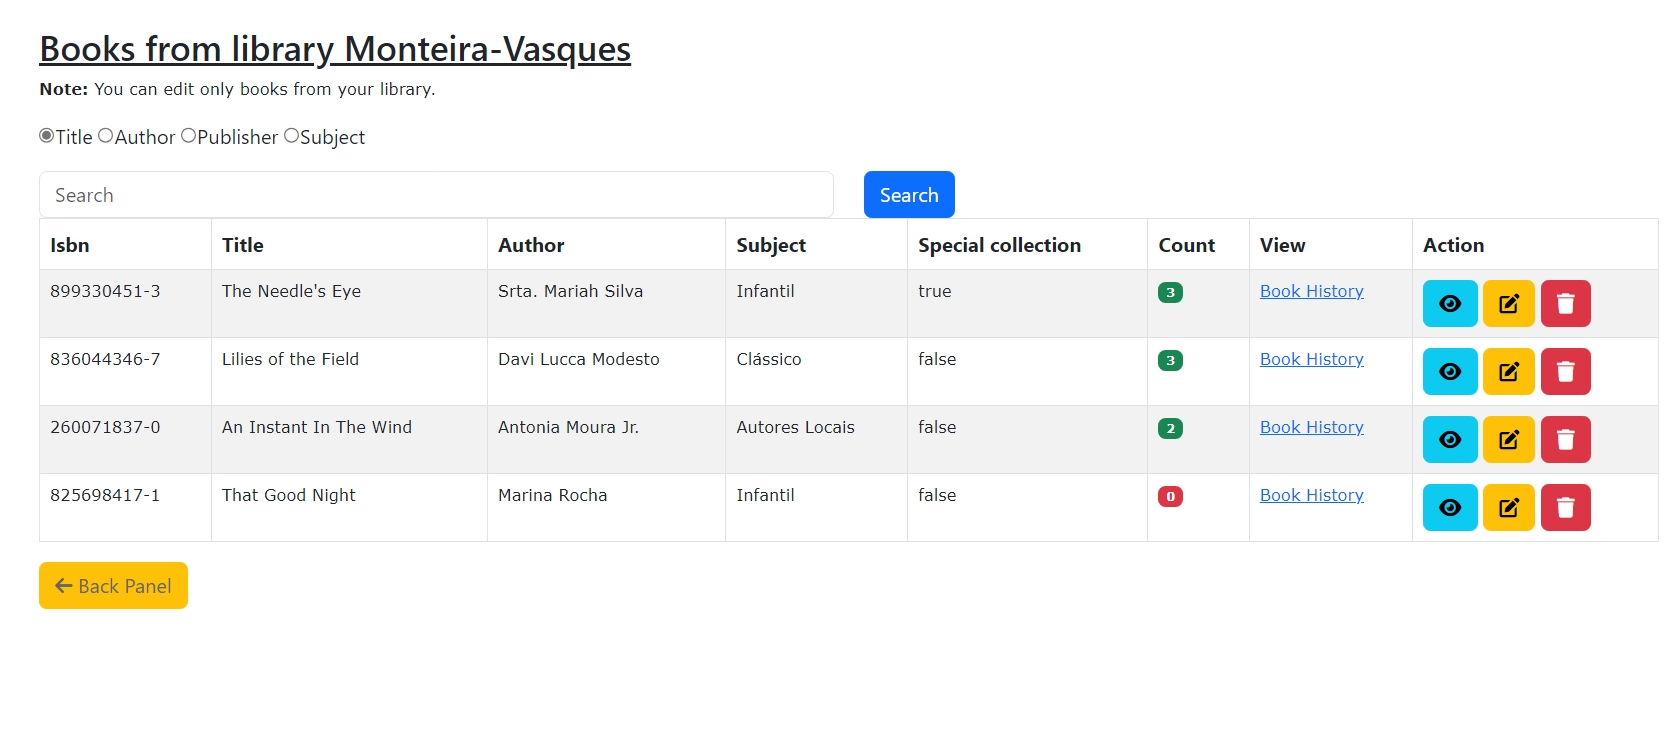 Books from library Monteira-Vasques
Note: You can edit only books from your library.
Title Author Publisher Subject
Search Search
Isbn Title Author Subject Special collection Count View Action
899330451-3 The Needle's Eye Srta. Mariah Silva Infantil true 3 Book History
836044346-7 Lilies of the Field Davi Lucca Modesto Clássico false 3 Book History
260071837-0 An Instant In The Wind Antonia Moura Jr. Autores Locais false 2 Book History
825698417-1 That Good Night Marina Rocha Infantil false 0 Book History
Back Panel